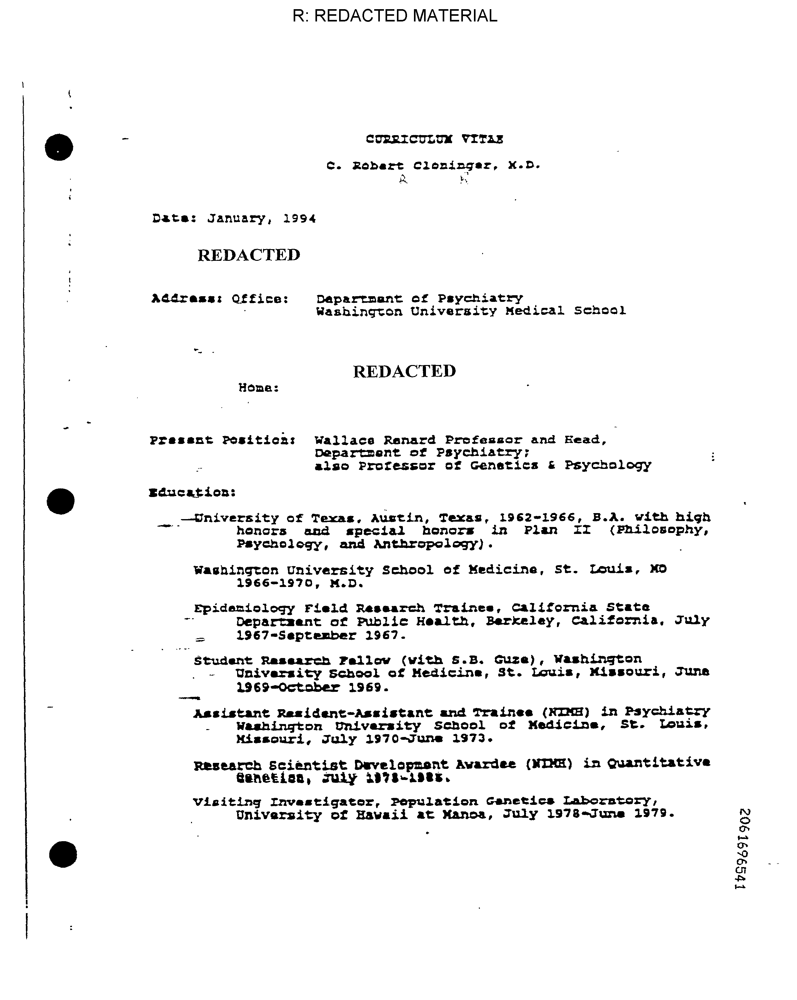 R: REDACTED MATERIAL
CURRICULUM VITAE
C. Robert Cloninger, M.D.
R
Date: January, 1994
REDACTED
Address: Office: Department of Psychiatry
Washington University Medical School
REDACTED
Home:
Present Position: Wallace Renard Professor and Head,
Department of Psychiatry;
also Professor of Genetics & Psychology
Education:
University of Texas, Austin, Texas, 1962-1966, B.A. with high
honors and special honors in Plan II (Philosophy,
Psychology, and Anthropology).
Washington University School of Medicine, St. Louis, MO
1966-1970, M.D.
Epidemiology Field Research Trainee, California State
Department of Public Health, Berkeley, California, July
1967-September 1967.
Student Research Fellow (with S.B. Guze), Washington
University School of Medicine, St. Louis, Missouri, June
1969-October 1969.
Assistant Resident-Assistant and Trainee (NIMH) in Psychiatry
Washington University School of Medicine, St. Louis,
Missouri, July 1970-June 1973.
Research Scientist Development Awardee (NIMH) in Quantitative
Genetics, July
Visiting Investigator, Population Genetics Laboratory,
University of Hawaii at Manoa, July 1978-June 1979.
2061696541